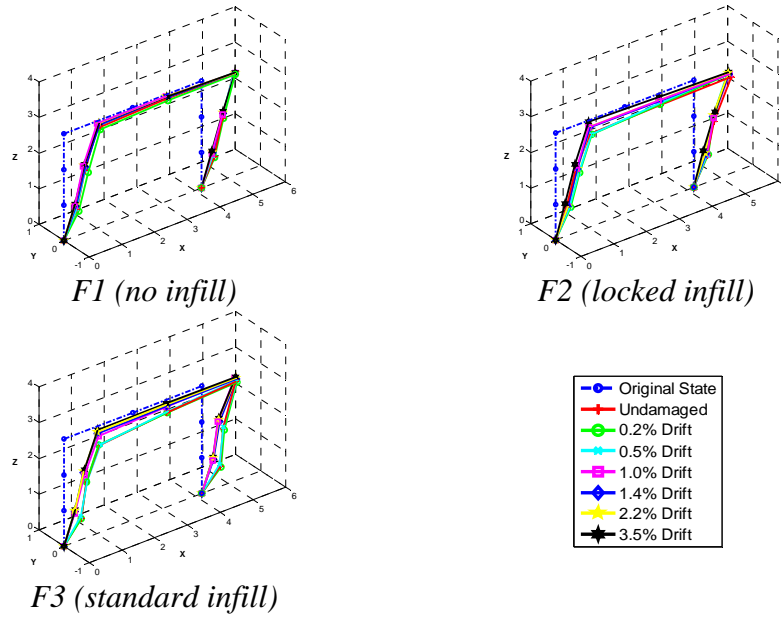 4
3
2
1
0
Z
1
0
-1
Y
0
1
2
3
4
5
6
X
F1 (no infill)
4
3
2
1
0
Z
1
0
-1
Y
0
1
2
3
4
5
6
X
F2 (locked infill)
4
3
2
1
0
Z
1
0
-1
Y
0
1
2
3
4
5
6
X
F3 (standard infill)
Original State
Undamaged
0.2% Drift
0.5% Drift
1.0% Drift
1.4% Drift
2.2% Drift
3.5% Drift